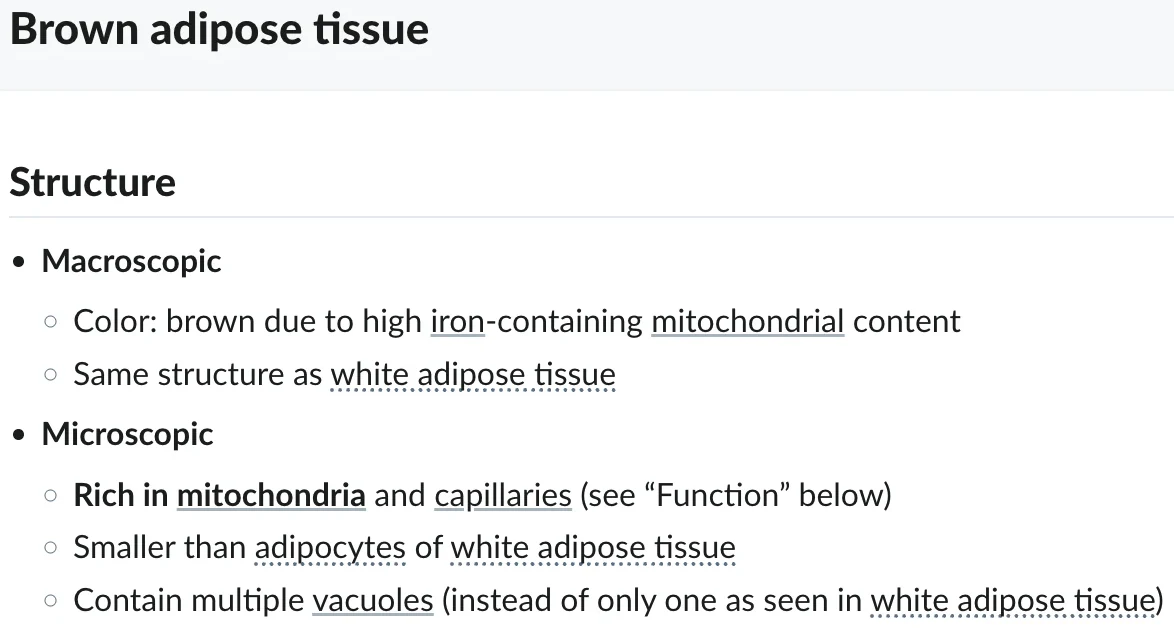 Brown adipose tissue
Structure
• Macroscopic
○ Color: brown due to high iron-containing mitochondrial content
○ Same structure as white adipose tissue
• Microscopic
○ Rich in mitochondria and capillaries (see “Function” below)
○ Smaller than adipocytes of white adipose tissue
○ Contain multiple vacuoles (instead of only one as seen in white adipose tissue)